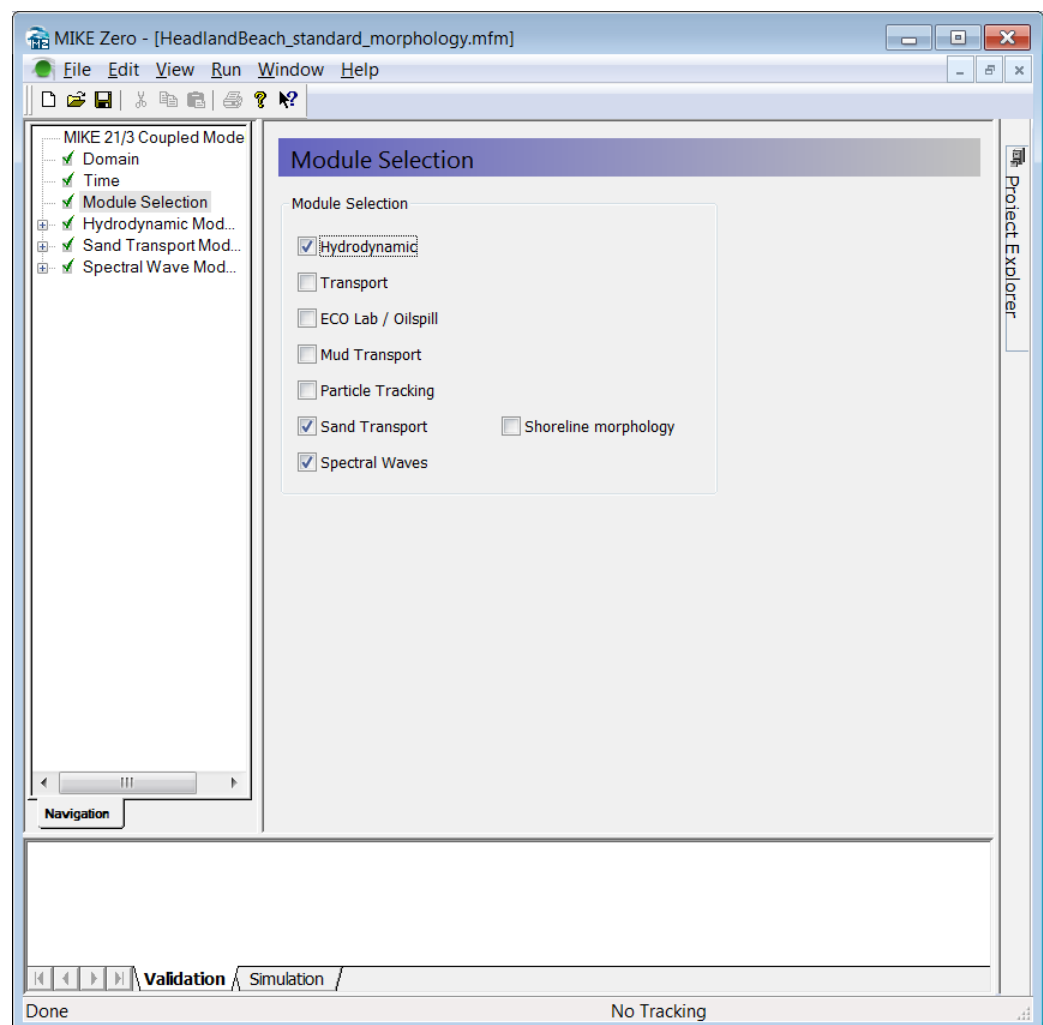 MIKE Zero - [HeadlandBeach_standard_morphology.mfm]
File Edit View Run Window Help
MIKE 21/3 Coupled Mode
Domain
Time
Module Selection
Hydrodynamic Mod...
Sand Transport Mod...
Spectral Wave Mod...
Navigation
Module Selection
Module Selection
Hydrodynamic
Transport
ECO Lab / Oilspill
Mud Transport
Particle Tracking
Sand Transport Shoreline morphology
Spectral Waves
Project Explorer
Validation Simulation
Done No Tracking